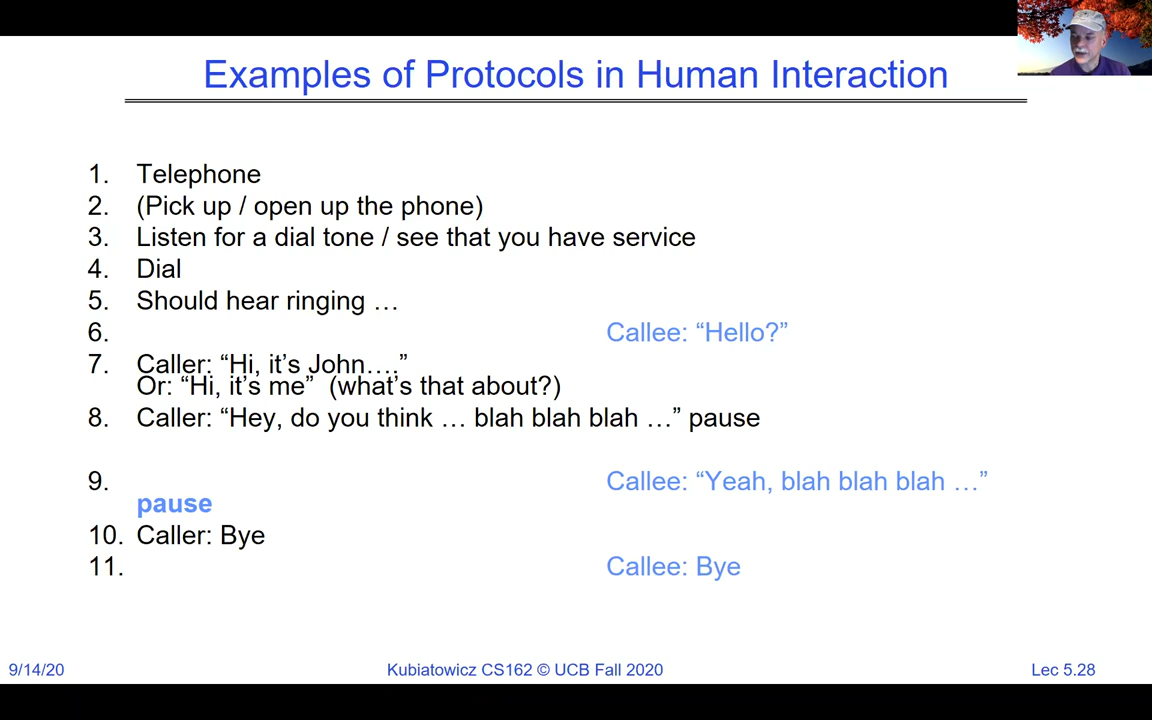 Examples of Protocols in Human Interaction
1. Telephone
2. (Pick up / open up the phone)
3. Listen for a dial tone / see that you have service
4. Dial
5. Should hear ringing …
6. Callee: “Hello?”
7. Caller: “Hi, it’s John….”
Or: “Hi, it’s me” (what’s that about?)
8. Caller: “Hey, do you think … blah blah blah …” pause
9. Callee: “Yeah, blah blah blah …”
pause
10. Caller: Bye
11. Callee: Bye
9/14/20 Kubiatowicz CS162 © UCB Fall 2020 Lec 5.28